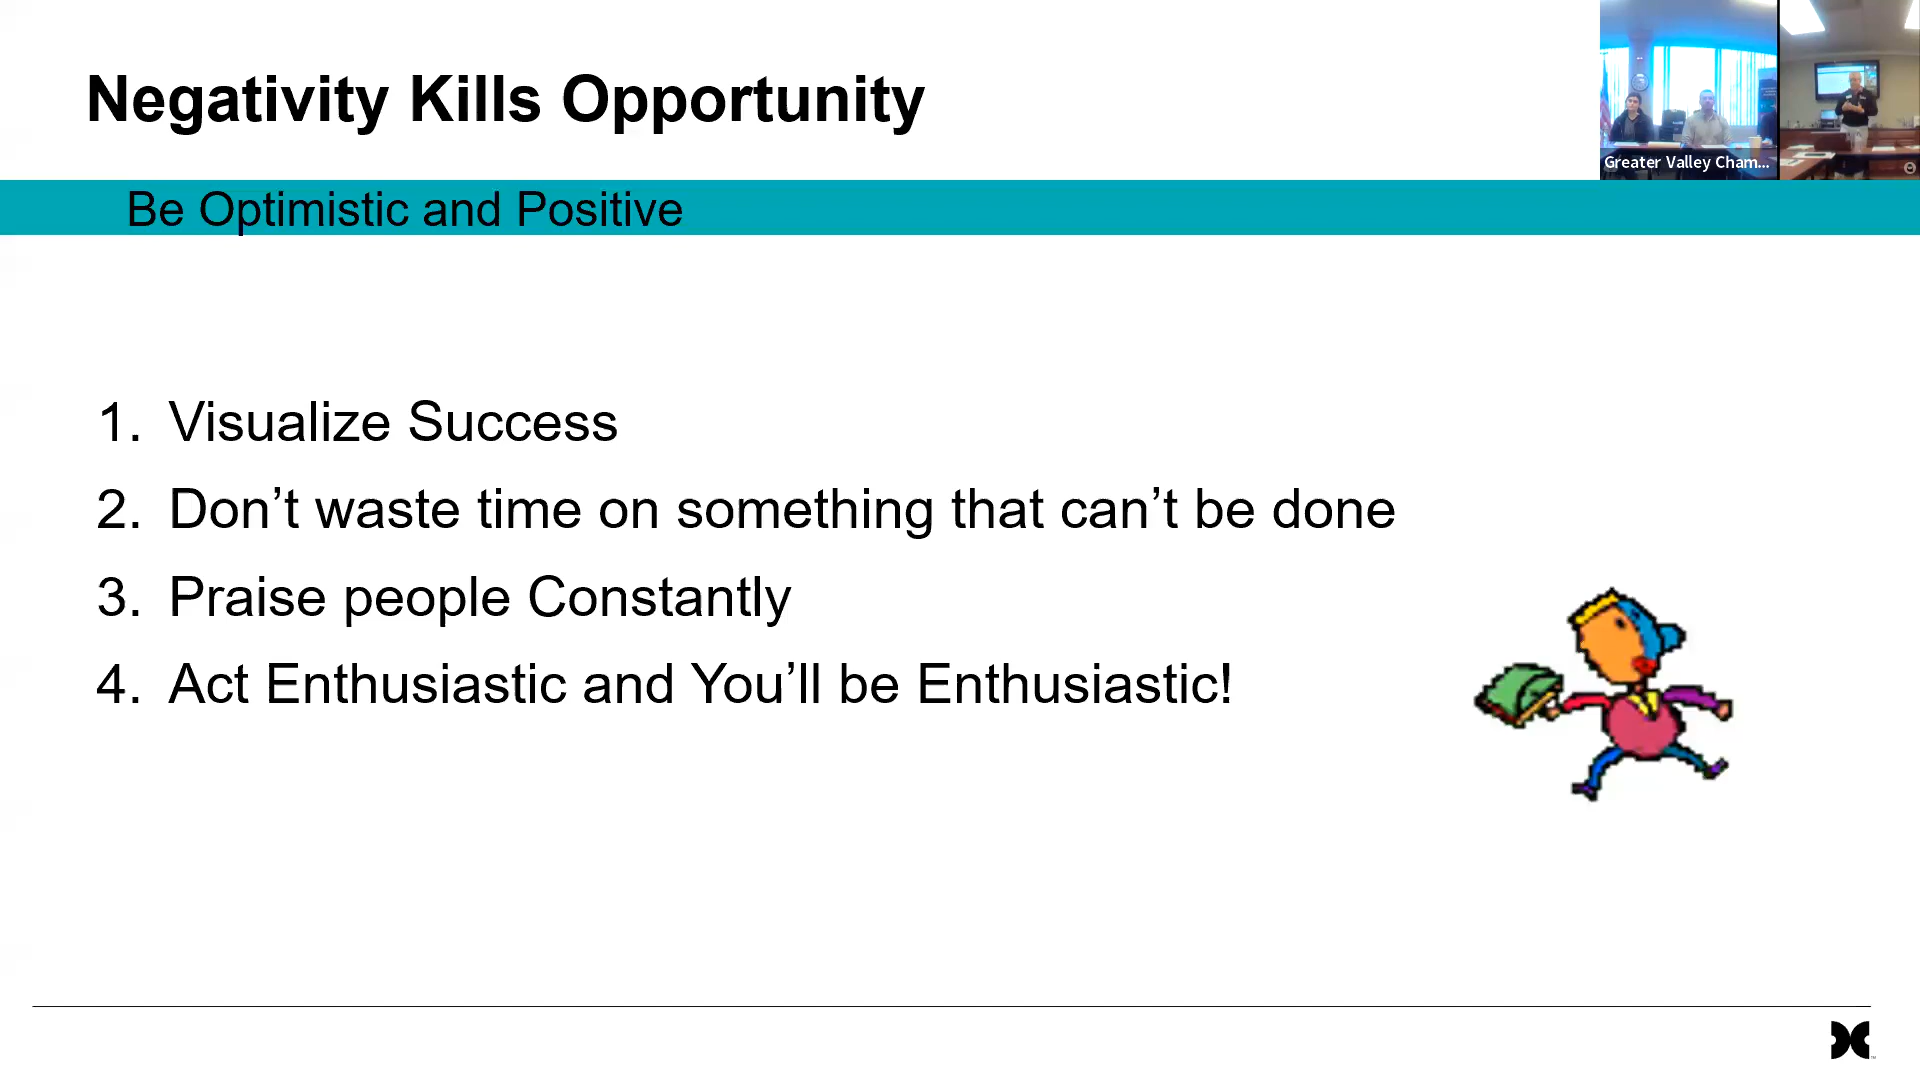 Negativity Kills Opportunity
Greater Valley Cham...
Be Optimistic and Positive
1. Visualize Success
2. Don’t waste time on something that can’t be done
3. Praise people Constantly
4. Act Enthusiastic and You’ll be Enthusiastic!